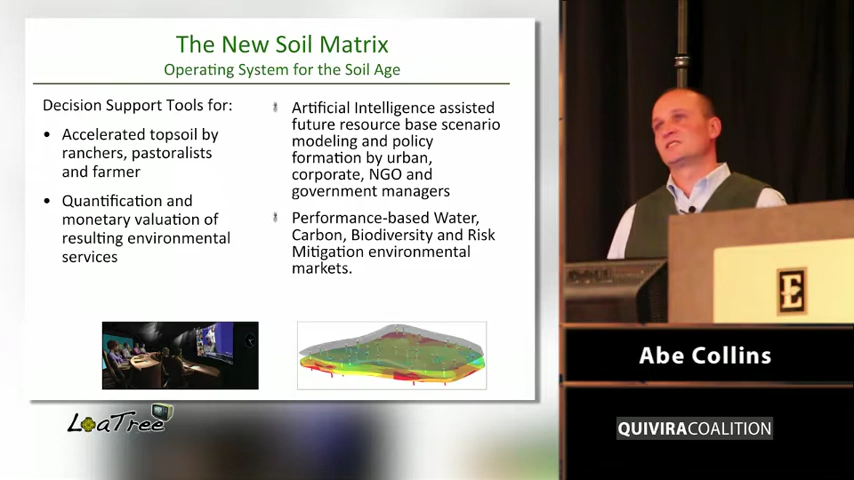 The New Soil Matrix
Operating System for the Soil Age
Decision Support Tools for:
• Accelerated topsoil by
ranchers, pastoralists
and farmer
• Quantification and
monetary valuation of
resulting environmental
services
Artificial Intelligence assisted
future resource base scenario
modeling and policy
formation by urban,
corporate, NGO and
government managers
Performance-based Water,
Carbon, Biodiversity and Risk
Mitigation environmental
markets.
LoaTree
E
Abe Collins
QUIVIRACOALITION